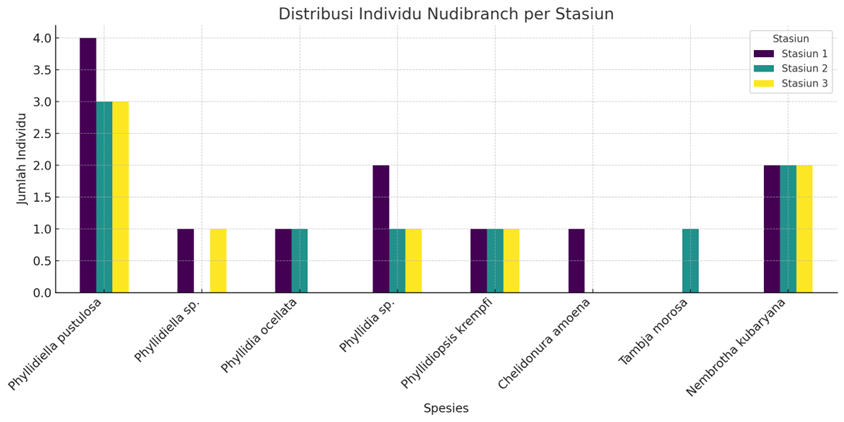 Distribusi Individu Nudibranch per Stasiun
Stasiun
Stasiun 1
Stasiun 2
Stasiun 3
Jumlah Individu
4.0
3.5
3.0
2.5
2.0
1.5
1.0
0.5
0.0
Phyllidiella pustulosa
Phyllidiella sp.
Phyllidia ocellata
Phyllidia sp.
Phyllidiopsis krempfi
Chelidonura amoena
Tambja morosa
Nembrotha kubaryana
Spesies